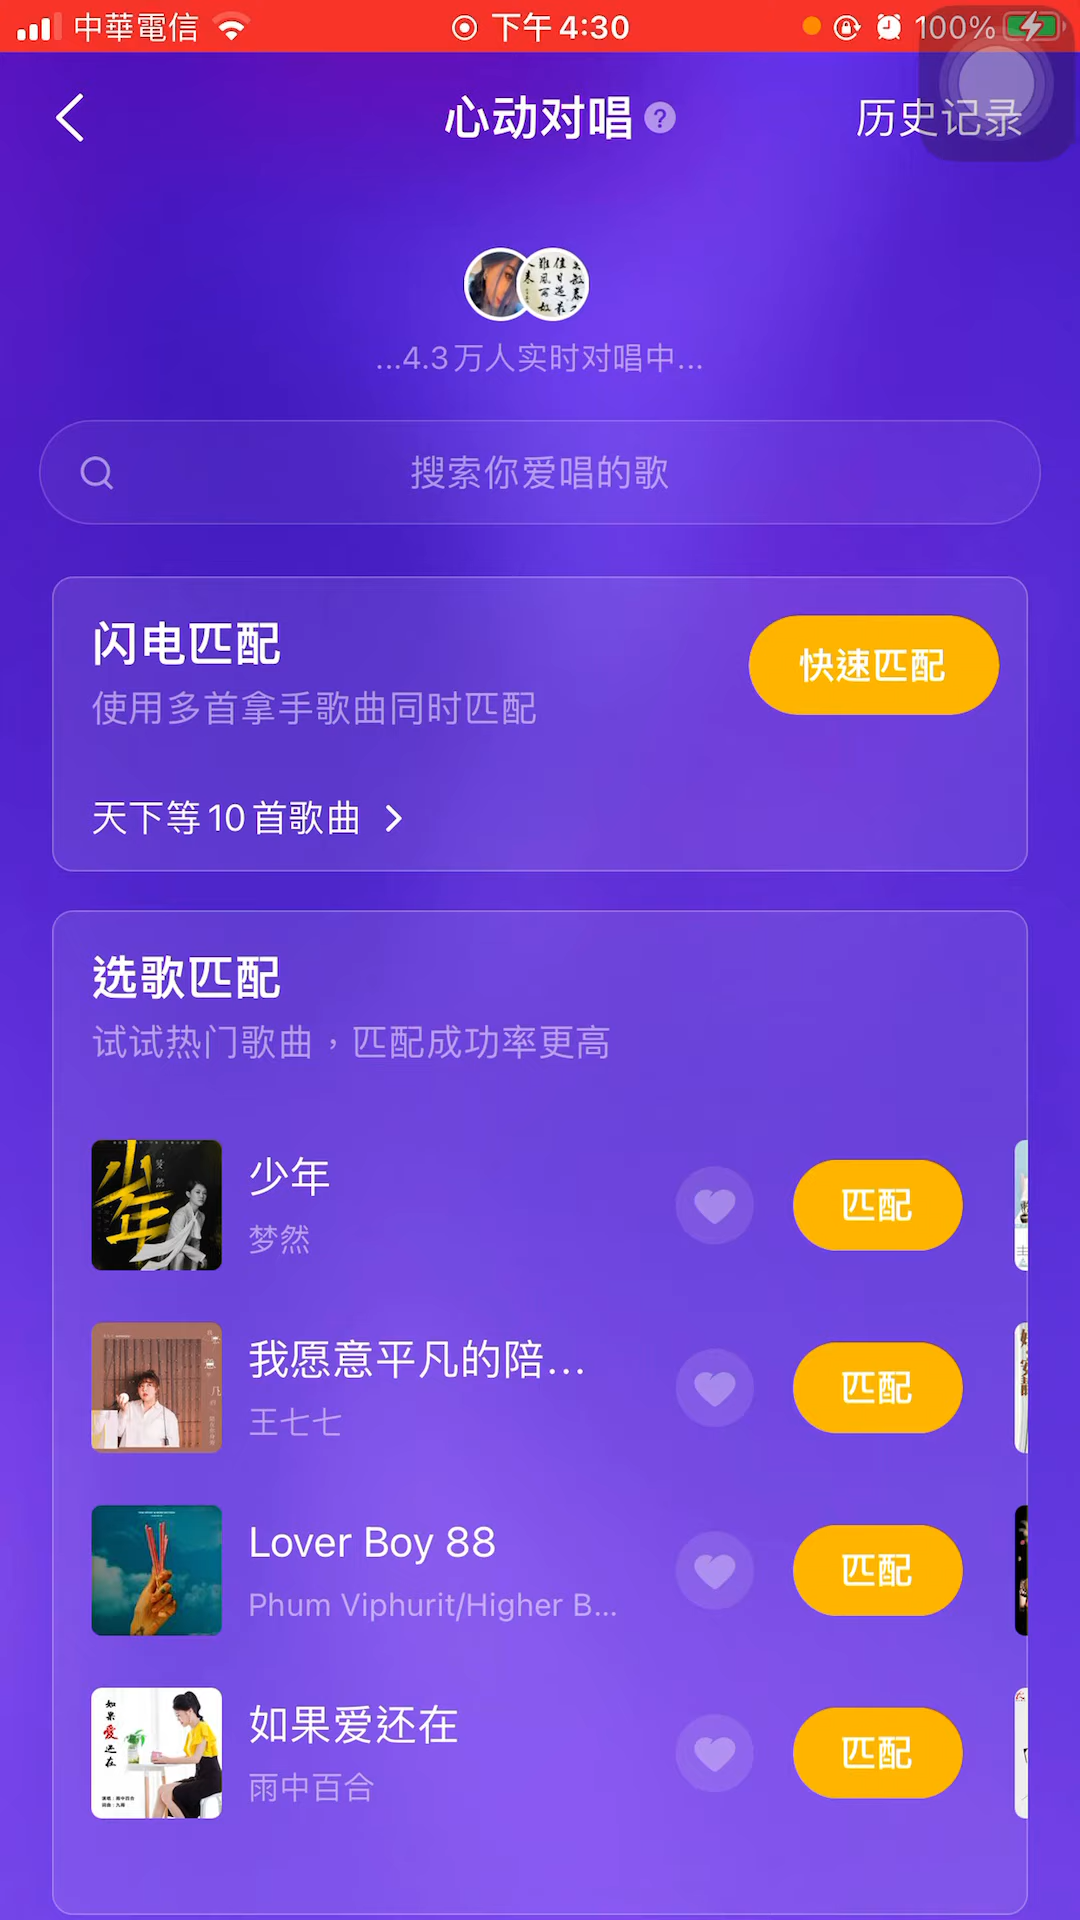 中華電信
下午4:30
100%
心动对唱
?
历史记录
...4.3万人实时对唱中...
搜索你爱唱的歌
闪电匹配
快速匹配
使用多首拿手歌曲同时匹配
天下等10首歌曲
选歌匹配
试试热门歌曲，匹配成功率更高
少年
梦然
匹配
我愿意平凡的陪...
王七七
匹配
Lover Boy 88
Phum Viphurit/Higher B...
匹配
如果爱还在
雨中百合
匹配